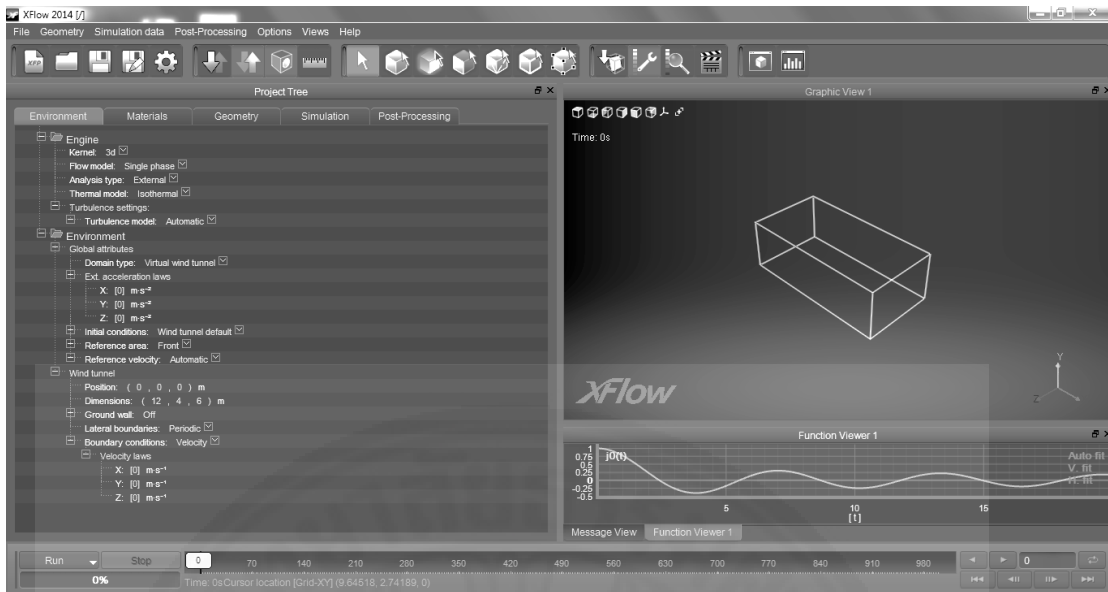 XFlow 2014 [/]
File Geometry Simulation data Post-Processing Options Views Help
XFP
Project Tree
Environment Materials Geometry Simulation Post-Processing
Engine
Kernel: 3d
Flow model: Single phase
Analysis type: External
Thermal model: Isothermal
Turbulence settings:
Turbulence model: Automatic
Environment
Global attributes
Domain type: Virtual wind tunnel
Ext. acceleration laws
X: [0] m·s⁻²
Y: [0] m·s⁻²
Z: [0] m·s⁻²
Initial conditions: Wind tunnel default
Reference area: Front
Reference velocity: Automatic
Wind tunnel
Position: ( 0 , 0 , 0 ) m
Dimensions: ( 12 , 4 , 6 ) m
Ground wall: Off
Lateral boundaries: Periodic
Boundary conditions: Velocity
Velocity laws
X: [0] m·s⁻¹
Y: [0] m·s⁻¹
Z: [0] m·s⁻¹
Graphic View 1
Time: 0s
Y
Z
XFlow
Function Viewer 1
1
0.75
0.5
0.25
0
-0.25
-0.5
j0(t)
Auto fit
V. fit
H. fit
5 10 15
[ t ]
Message View Function Viewer 1
Run Stop 0 70 140 210 280 350 420 490 560 630 700 770 840 910 980 0
0% Time: 0sCursor location [Grid-XY] (9.64518, 2.74189, 0)